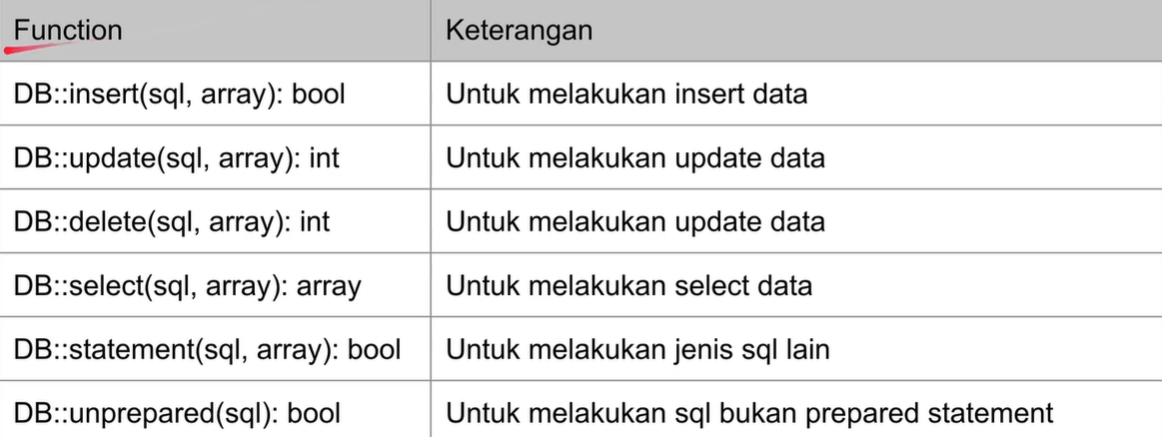 Function Keterangan
DB::insert(sql, array): bool Untuk melakukan insert data
DB::update(sql, array): int Untuk melakukan update data
DB::delete(sql, array): int Untuk melakukan update data
DB::select(sql, array): array Untuk melakukan select data
DB::statement(sql, array): bool Untuk melakukan jenis sql lain
DB::unprepared(sql): bool Untuk melakukan sql bukan prepared statement